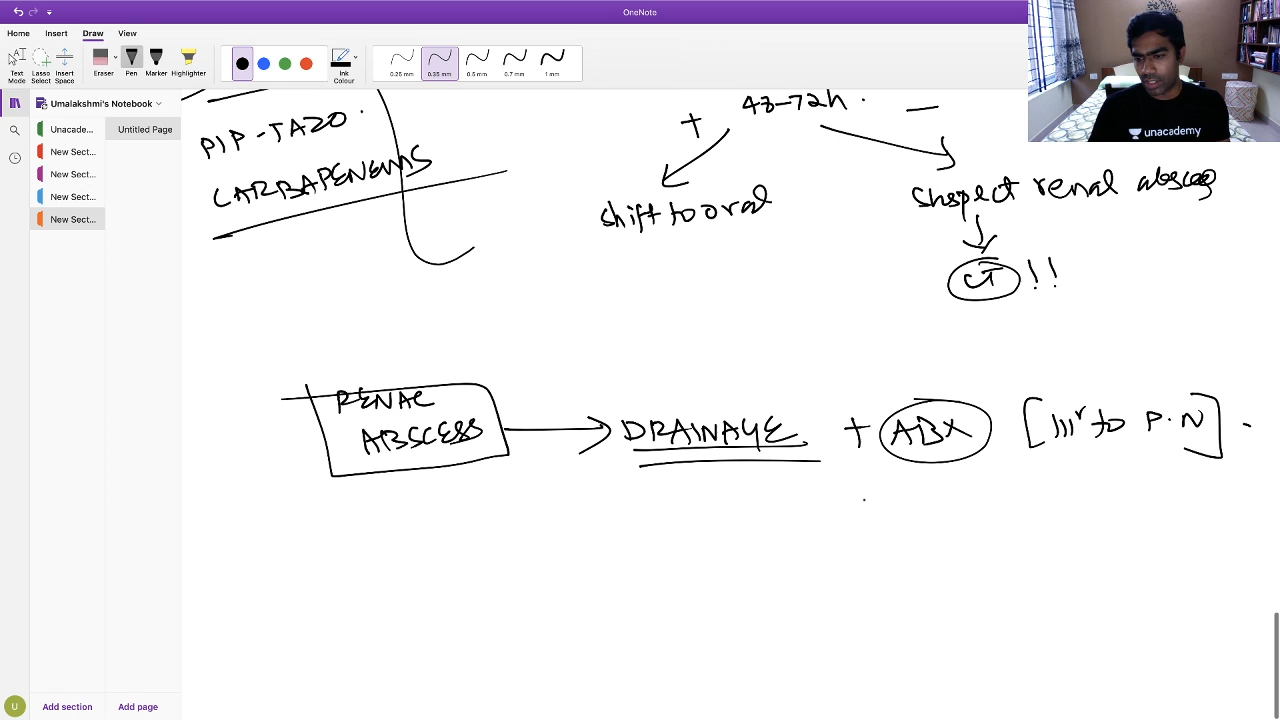 OneNote
Home Insert Draw View
Text Mode
Lasso Select
Insert Space
Eraser
Pen
Marker
Highlighter
Ink Colour
0.25 mm
0.35 mm
0.5 mm
0.7 mm
1 mm
Umalakshmi's Notebook
Unacade...
New Sect...
New Sect...
New Sect...
New Sect...
Untitled Page
unacademy
PIP-TAZO
CARBAPENEMS
+ 48-72h. -
shift to oral
Suspect renal abscess
CT !!
RENAL
ABSCESS
DRAINAGE + ABX [lllr to P.N]
U
Add section
Add page